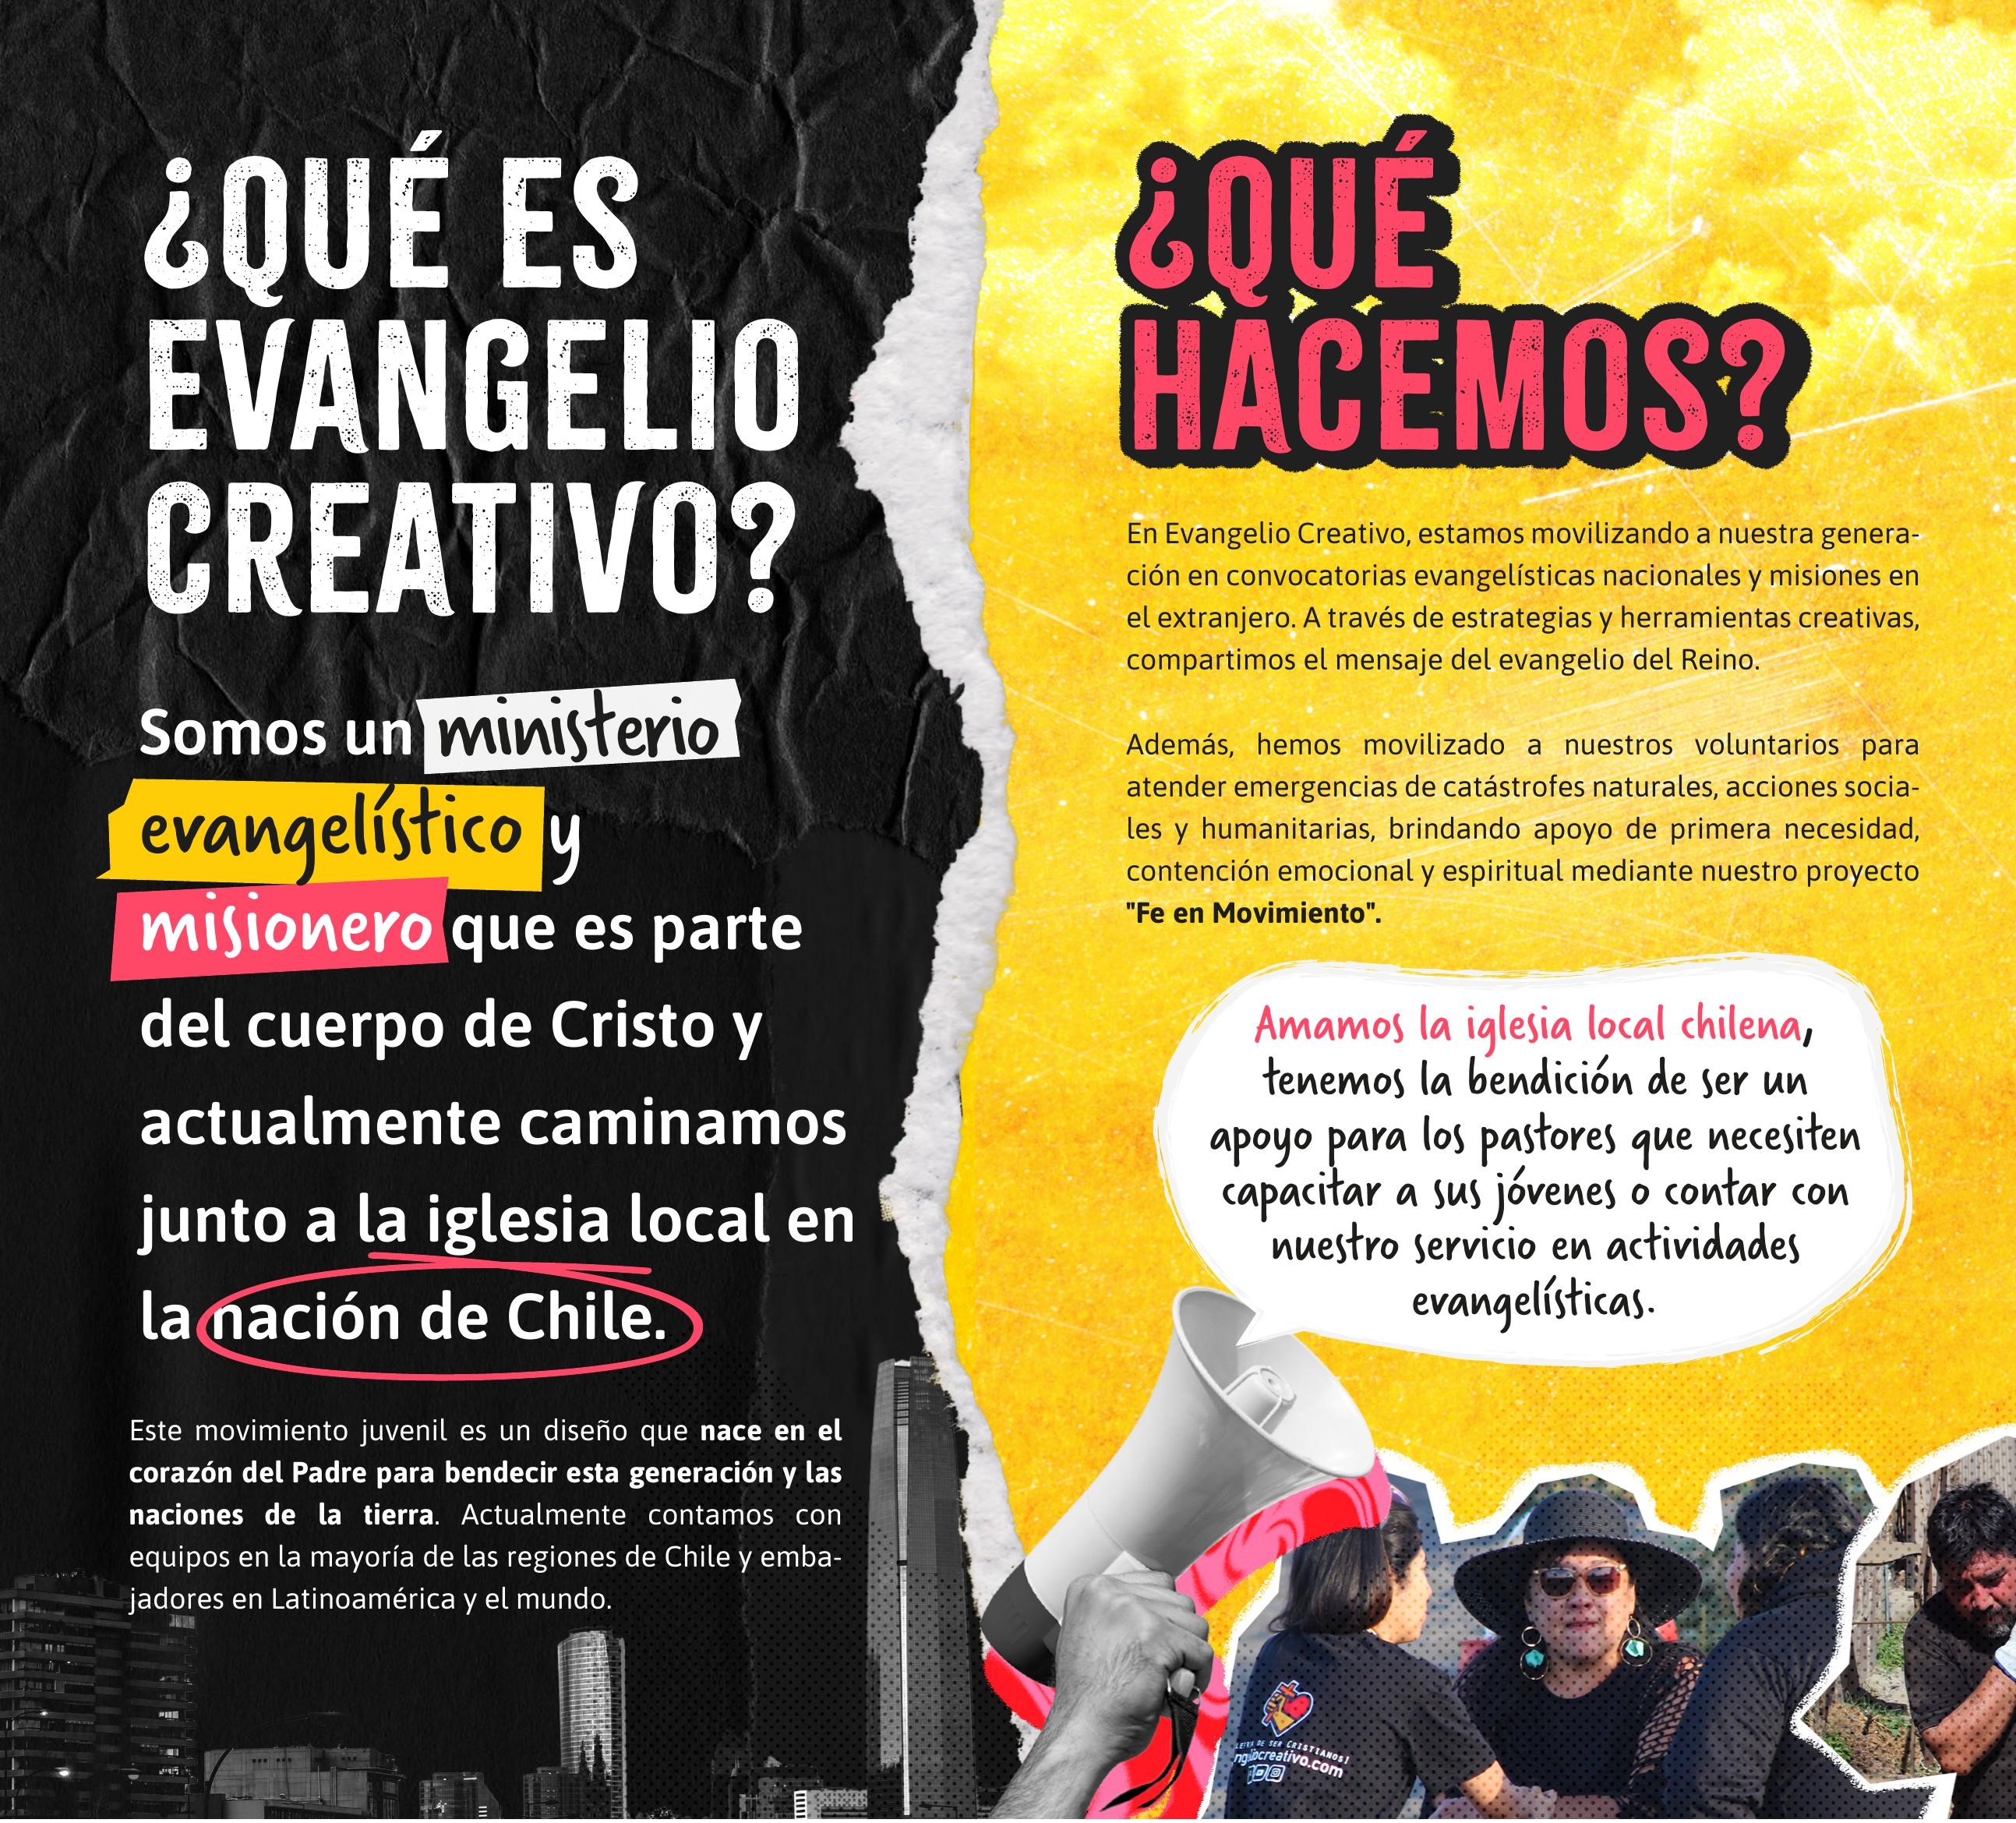 ¿QUÉ ES
EVANGELIO
CREATIVO?
Somos un ministerio
evangelístico y
misionero que es parte
del cuerpo de Cristo y
actualmente caminamos
junto a la iglesia local en
la nación de Chile.
Este movimiento juvenil es un diseño que nace en el
corazón del Padre para bendecir esta generación y las
naciones de la tierra. Actualmente contamos con
equipos en la mayoría de las regiones de Chile y emba-
jadores en Latinoamérica y el mundo.
¿QUÉ
HACEMOS?
En Evangelio Creativo, estamos movilizando a nuestra genera-
ción en convocatorias evangelísticas nacionales y misiones en
el extranjero. A través de estrategias y herramientas creativas,
compartimos el mensaje del evangelio del Reino.
Además, hemos movilizado a nuestros voluntarios para
atender emergencias de catástrofes naturales, acciones socia-
les y humanitarias, brindando apoyo de primera necesidad,
contención emocional y espiritual mediante nuestro proyecto
"Fe en Movimiento".
Amamos la iglesia local chilena,
tenemos la bendición de ser un
apoyo para los pastores que necesiten
capacitar a sus jóvenes o contar con
nuestro servicio en actividades
evangelísticas.
DE SER CRISTIANOS!
ngeliocreativo.com